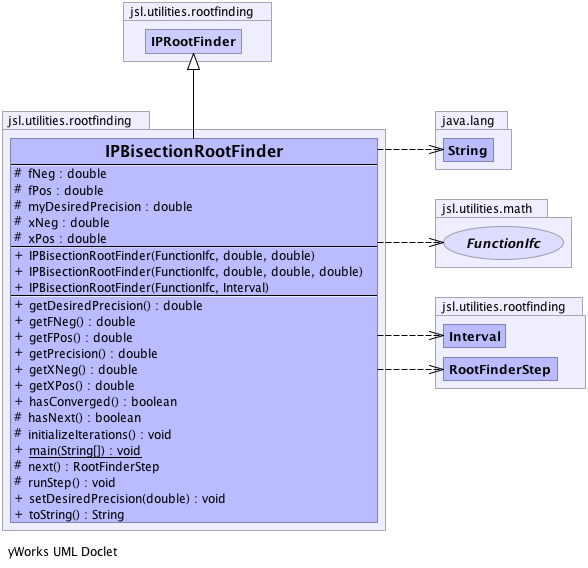 jsl.utilities.rootfinding
IPRootFinder
jsl.utilities.rootfinding
IPBisectionRootFinder
# fNeg : double
# fPos : double
# myDesiredPrecision : double
# xNeg : double
# xPos : double
+ IPBisectionRootFinder(FunctionIfc, double, double)
+ IPBisectionRootFinder(FunctionIfc, double, double, double)
+ IPBisectionRootFinder(FunctionIfc, Interval)
+ getDesiredPrecision() : double
+ getFNeg() : double
+ getFPos() : double
+ getPrecision() : double
+ getXNeg() : double
+ getXPos() : double
+ hasConverged() : boolean
# hasNext() : boolean
# initializeIterations() : void
+ main(String[]) : void
# next() : RootFinderStep
# runStep() : void
+ setDesiredPrecision(double) : void
+ toString() : String
java.lang
String
jsl.utilities.math
FunctionIfc
jsl.utilities.rootfinding
Interval
RootFinderStep
yWorks UML Doclet